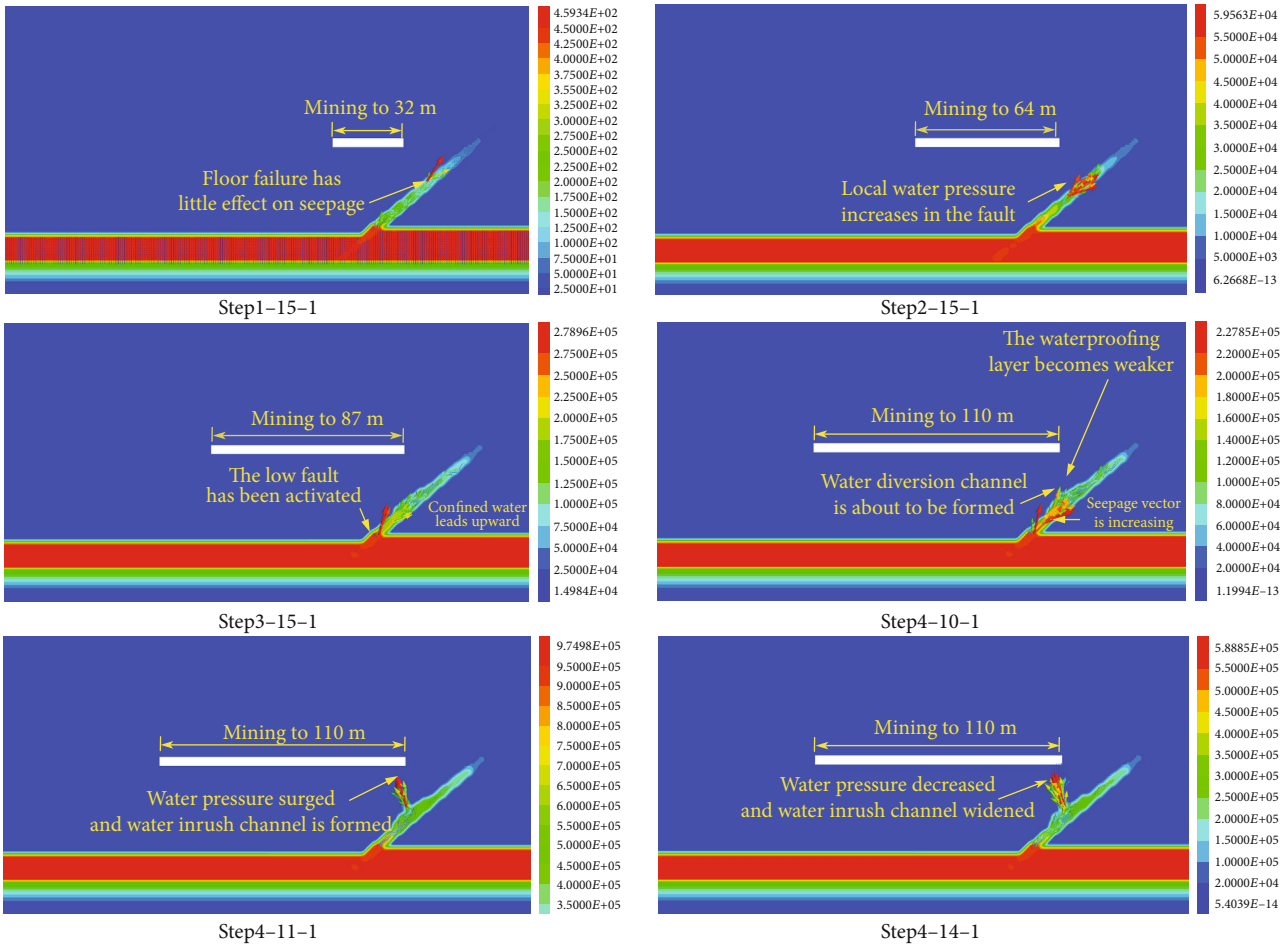 Mining to 32 m
Floor failure has
little effect on seepage
4.5934E+02
4.5000E+02
4.2500E+02
4.0000E+02
3.7500E+02
3.5000E+02
3.2500E+02
3.0000E+02
2.7500E+02
2.5000E+02
2.2500E+02
2.0000E+02
1.7500E+02
1.5000E+02
1.2500E+02
1.0000E+02
7.5000E+01
5.0000E+01
2.5000E+01
Step1–15–1
Mining to 64 m
Local water pressure
increases in the fault
5.9563E+04
5.5000E+04
5.0000E+04
4.5000E+04
4.0000E+04
3.5000E+04
3.0000E+04
2.5000E+04
2.0000E+04
1.5000E+04
1.0000E+04
5.0000E+03
6.2668E–13
Step2–15–1
Mining to 87 m
The low fault
has been activated
Confined water
leads upward
2.7896E+05
2.7500E+05
2.5000E+05
2.2500E+05
2.0000E+05
1.7500E+05
1.5000E+05
1.2500E+05
1.0000E+05
7.5000E+04
5.0000E+04
2.5000E+04
1.4984E+04
Step3–15–1
The waterproofing
layer becomes weaker
Mining to 110 m
Water diversion channel
is about to be formed
Seepage vector
is increasing
2.2785E+05
2.2000E+05
2.0000E+05
1.8000E+05
1.6000E+05
1.4000E+05
1.2000E+05
1.0000E+05
8.0000E+04
6.0000E+04
4.0000E+04
2.0000E+04
1.1994E–13
Step4–10–1
Mining to 110 m
Water pressure surged
and water inrush channel is formed
9.7498E+05
9.5000E+05
9.0000E+05
8.5000E+05
8.0000E+05
7.5000E+05
7.0000E+05
6.5000E+05
6.0000E+05
5.5000E+05
5.0000E+05
4.5000E+05
4.0000E+05
3.5000E+05
Step4–11–1
Mining to 110 m
Water pressure decreased
and water inrush channel widened
5.8885E+05
5.5000E+05
5.0000E+05
4.5000E+05
4.0000E+05
3.5000E+05
3.0000E+05
2.5000E+05
2.0000E+05
1.5000E+05
1.0000E+05
2.0000E+04
5.4039E–14
Step4–14–1